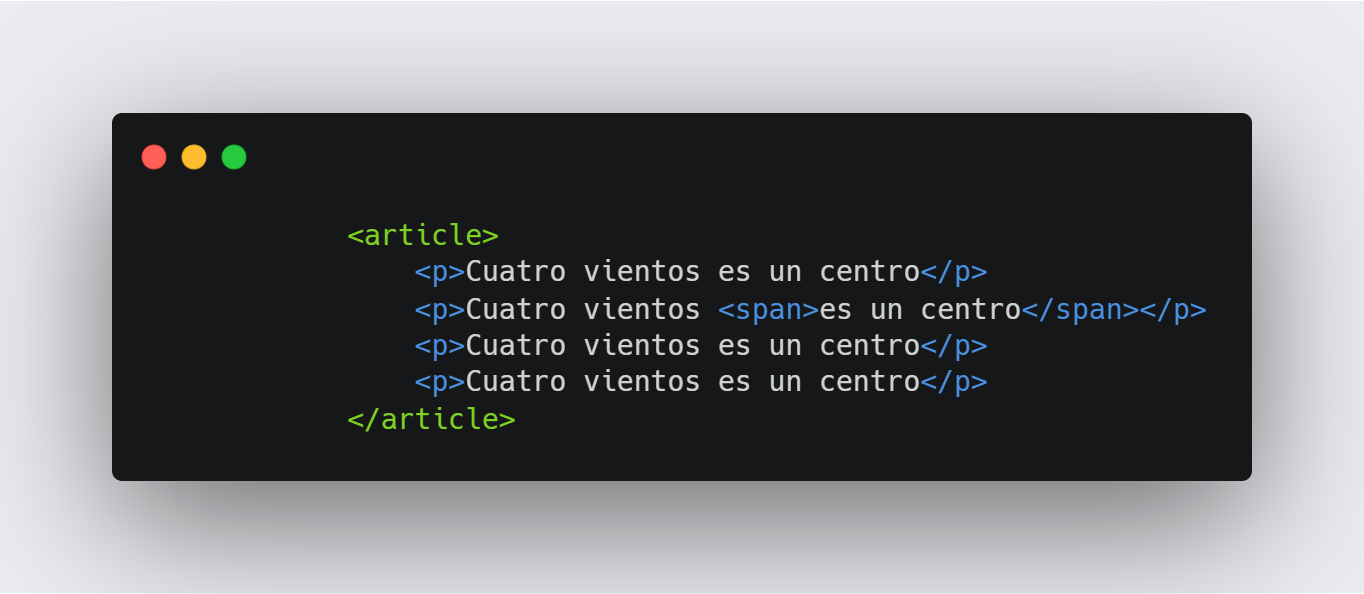 <article>
<p>Cuatro vientos es un centro</p>
<p>Cuatro vientos <span>es un centro</span></p>
<p>Cuatro vientos es un centro</p>
<p>Cuatro vientos es un centro</p>
</article>